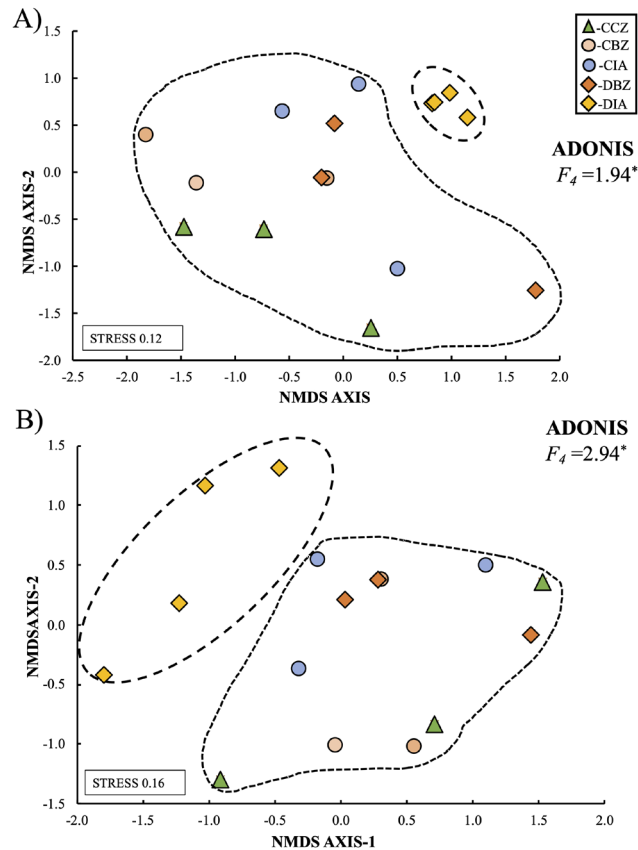 A)
1.5
1.0
0.5
0.0
-0.5
-1.0
-1.5
-2.0
NMDS AXIS-2
-2.5 -2.0 -1.5 -1.0 -0.5 0.0 0.5 1.0 1.5 2.0
NMDS AXIS
STRESS 0.12
-CCZ
-CBZ
-CIA
-DBZ
-DIA
ADONIS
F4 =1.94*
B)
1.5
1.0
0.5
0.0
-0.5
-1.0
-1.5
NMDSAXIS-2
-2.0 -1.5 -1.0 -0.5 0.0 0.5 1.0 1.5 2.0
NMDS AXIS-1
STRESS 0.16
ADONIS
F4 =2.94*